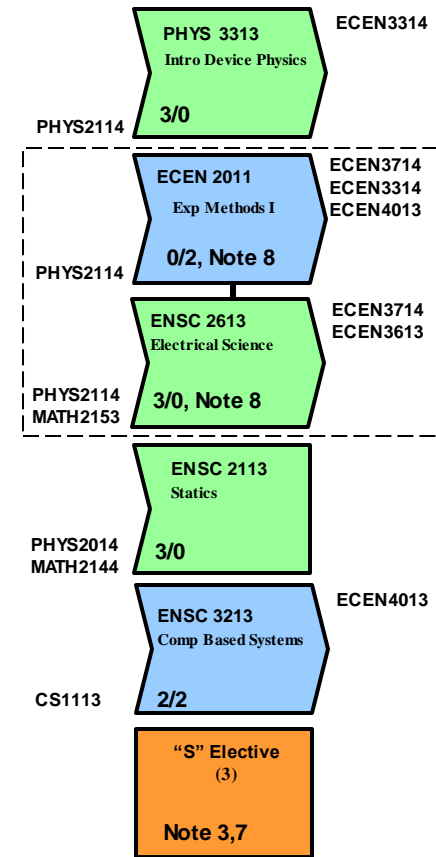 PHYS 3313
Intro Device Physics
3/0
ECEN3314
PHYS2114
ECEN 2011
Exp Methods I
0/2, Note 8
ECEN3714
ECEN3314
ECEN4013
PHYS2114
ENSC 2613
Electrical Science
3/0, Note 8
ECEN3714
ECEN3613
PHYS2114
MATH2153
ENSC 2113
Statics
3/0
PHYS2014
MATH2144
ENSC 3213
Comp Based Systems
2/2
ECEN4013
CS1113
“S” Elective
(3)
Note 3,7